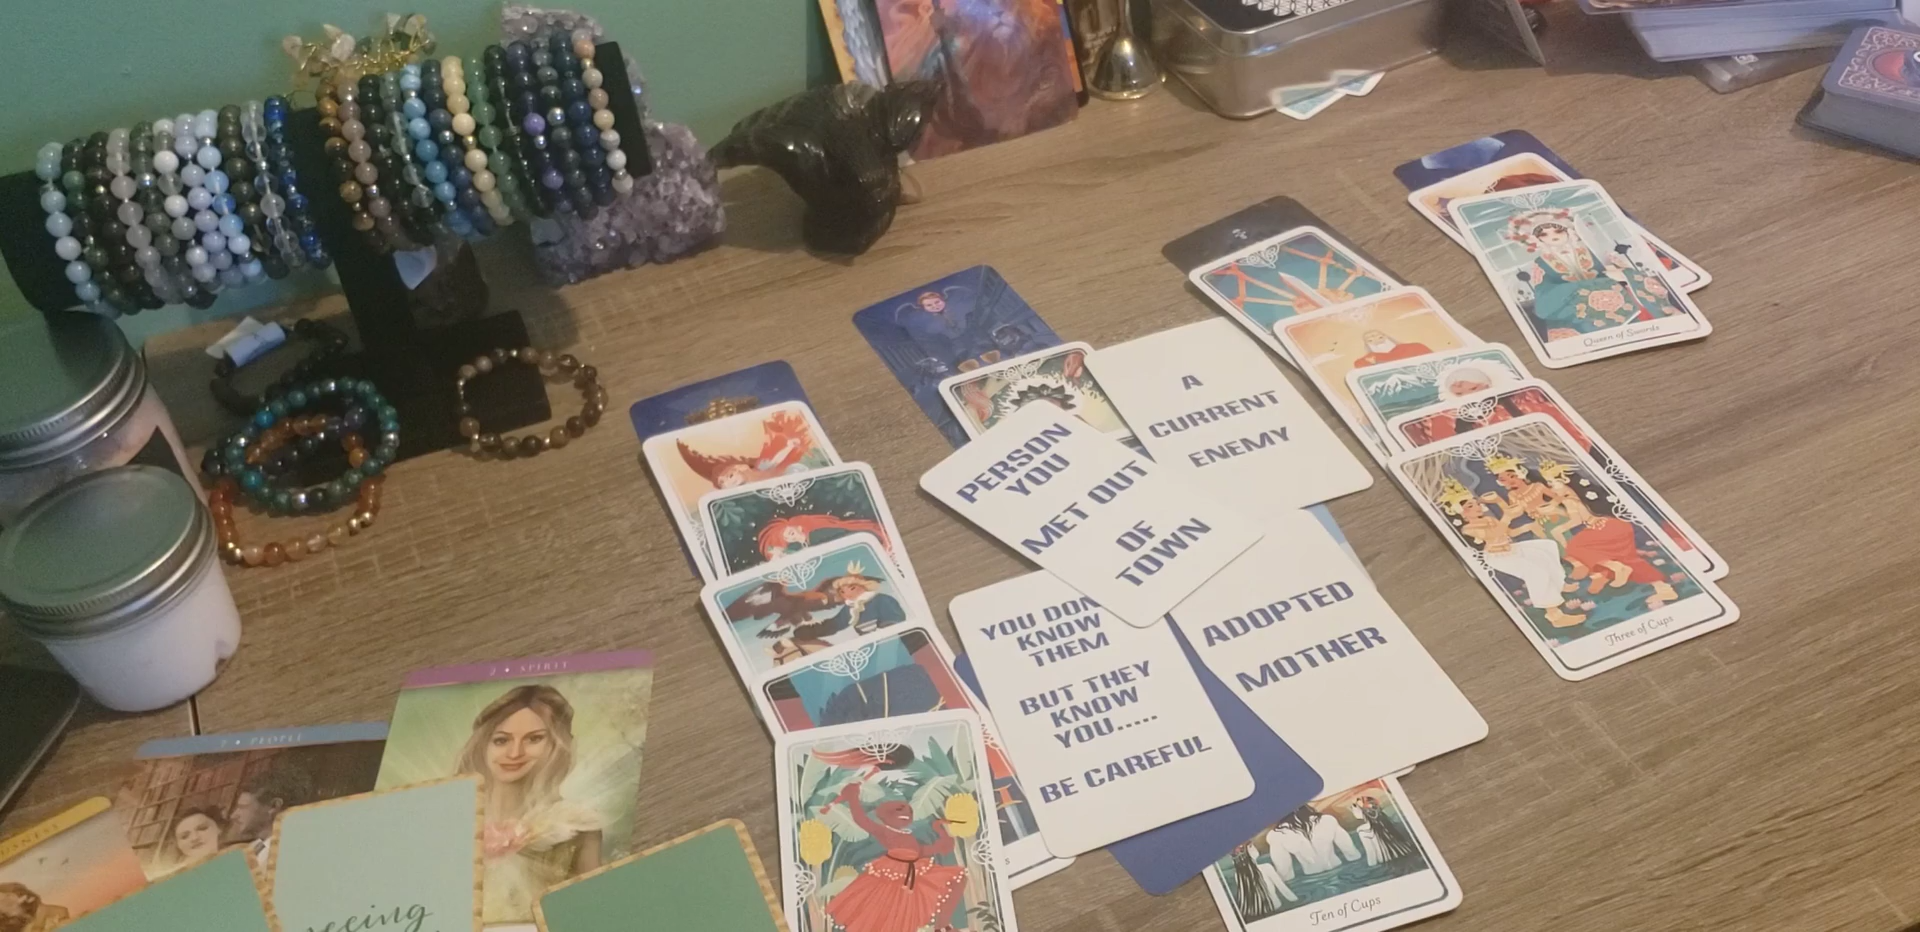 Queen of Swords
A
CURRENT
ENEMY
PERSON
YOU
MET OUT
OF
TOWN
YOU DON
KNOW
THEM
BUT THEY
KNOW
YOU.....
BE CAREFUL
ADOPTED
MOTHER
Three of Cups
2 • SPIRIT
2 • PEOPLE
Ten of Cups